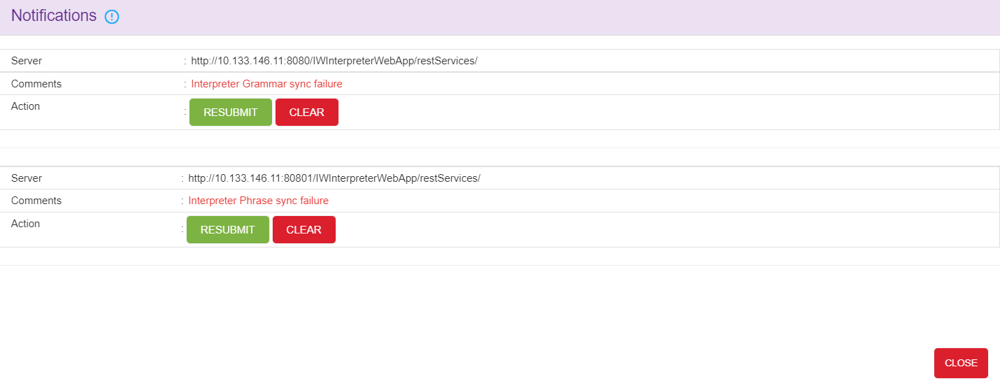 Notifications
Server : http://10.133.146.11:8080/IWInterpreterWebApp/restServices/
Comments : Interpreter Grammar sync failure
Action : RESUBMIT CLEAR
Server : http://10.133.146.11:80801/IWInterpreterWebApp/restServices/
Comments : Interpreter Phrase sync failure
Action : RESUBMIT CLEAR
CLOSE